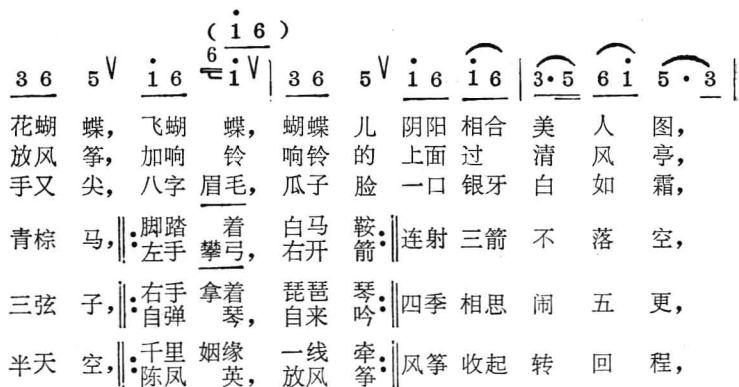 ( i 6 )
3 6 5 V i 6 6 i V | 3 6 5 V i 6 i 6 | 3·5 6 i 5 · 3 |
花蝴 蝶， 飞蝴 蝶， 蝴蝶 儿 阴阳 相合 美 人 图，
放风 筝， 加响 铃 响铃 的 上面 过 清 风 亭，
手又 尖， 八字 眉毛， 瓜子 脸 一口 银牙 白 如 霜，
青棕 马，‖: 脚踏 着 白马 鞍 :‖ 连射 三箭 不 落 空，
左手 攀弓， 右开 箭
三弦 子，‖: 右手 拿着 琵琶 琴 :‖ 四季 相思 闹 五 更，
自弹 琴， 自来 吟
半天 空，‖: 千里 姻缘 一线 牵 :‖ 风筝 收起 转 回 程，
陈凤 英， 放风 筝